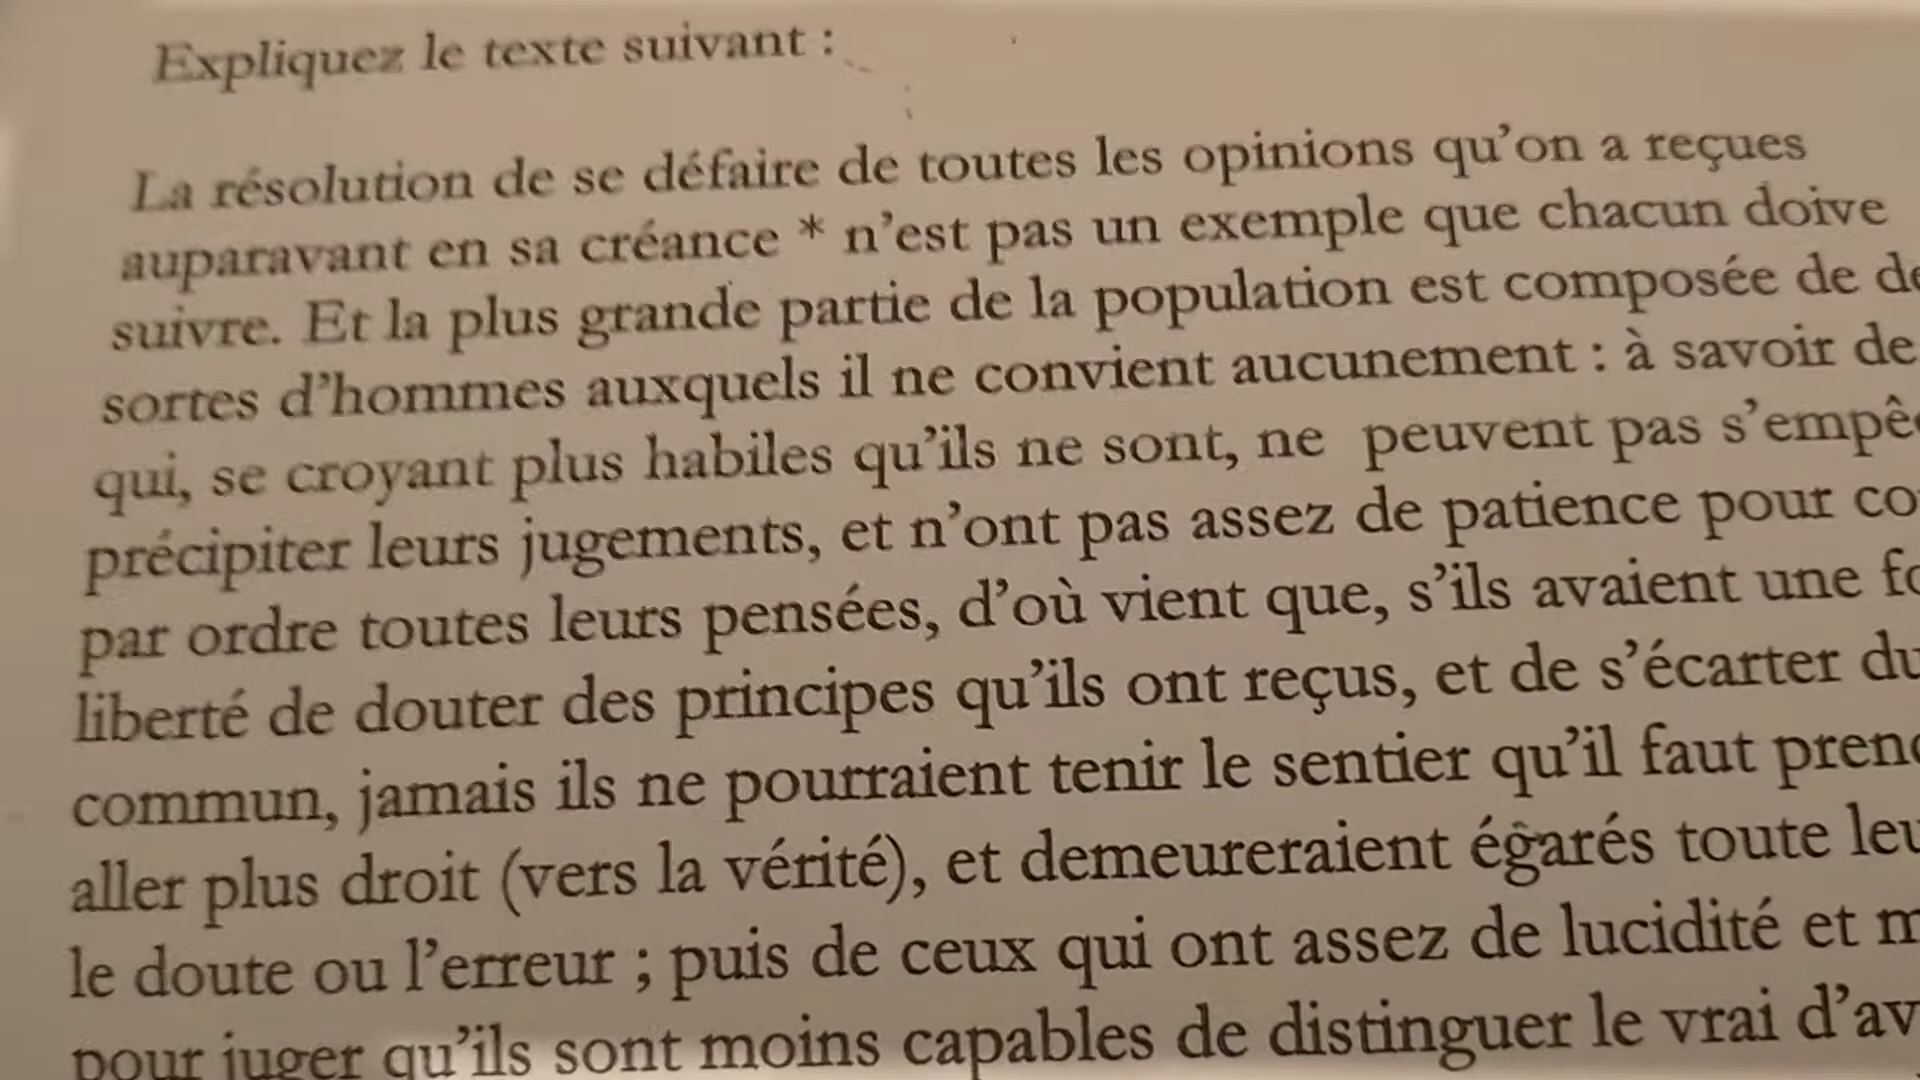 Expliquez le texte suivant :
La résolution de se défaire de toutes les opinions qu'on a reçues
auparavant en sa créance * n'est pas un exemple que chacun doive
suivre. Et la plus grande partie de la population est composée de
sortes d'hommes auxquels il ne convient aucunement : à savoir de
qui, se croyant plus habiles qu'ils ne sont, ne peuvent pas
précipiter leurs jugements, et n'ont pas assez de patience pour
par ordre toutes leurs pensées, d'où vient que, s'ils avaient une
liberté de douter des principes qu'ils ont reçus, et de s'écarter du
commun, jamais ils ne pourraient tenir le sentier qu'il faut
aller plus droit (vers la vérité), et demeureraient égarés toute
le doute ou l'erreur ; puis de ceux qui ont assez de lucidité et
pour juger qu'ils sont moins capables de distinguer le vrai